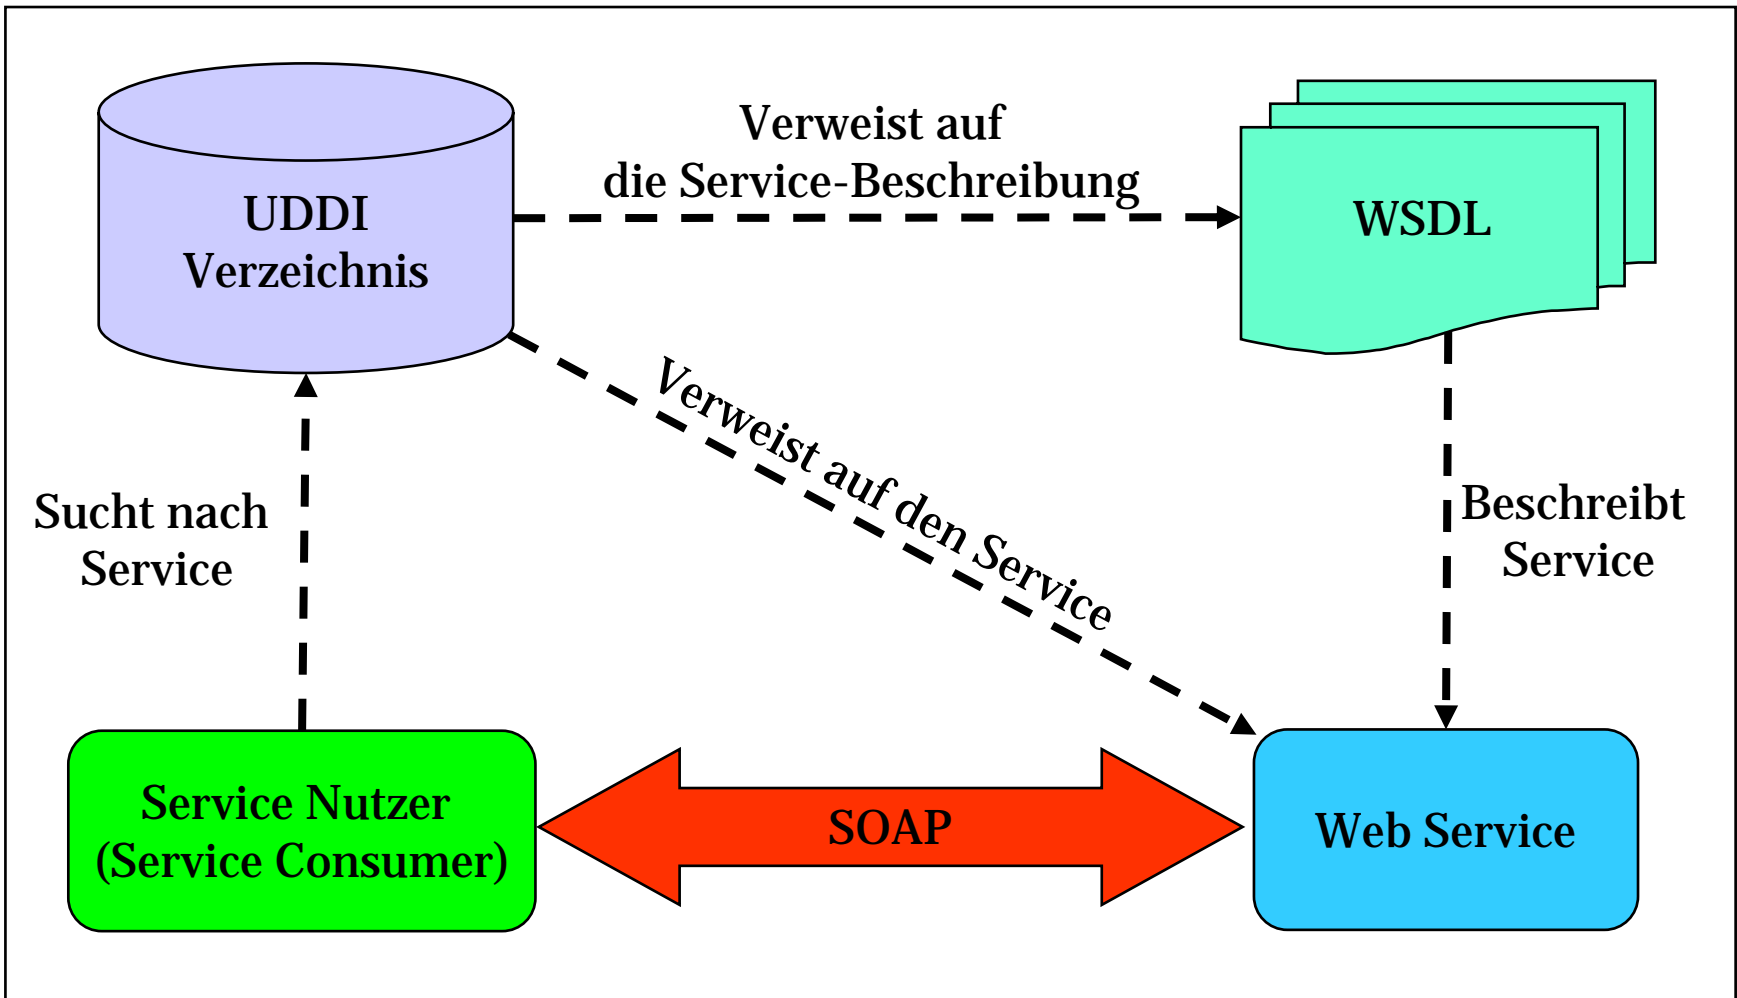 Verweist auf
die Service-Beschreibung
UDDI
Verzeichnis
WSDL
Verweist auf den Service
Sucht nach
Service
Beschreibt
Service
Service Nutzer
(Service Consumer)
SOAP
Web Service